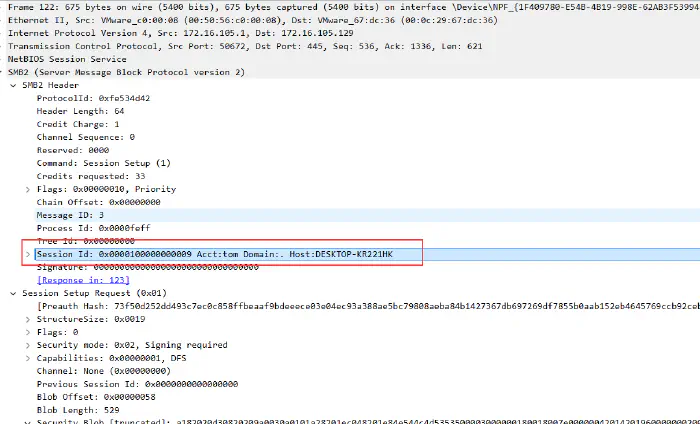 Frame 122: 675 bytes on wire (5400 bits), 675 bytes captured (5400 bits) on interface \Device\NPF_{1F409780-E54B-4B19-998E-62AB3F53994
Ethernet II, Src: VMware_c0:00:08 (00:50:56:c0:00:08), Dst: VMware_67:dc:36 (00:0c:29:67:dc:36)
Internet Protocol Version 4, Src: 172.16.105.1, Dst: 172.16.105.129
Transmission Control Protocol, Src Port: 50672, Dst Port: 445, Seq: 536, Ack: 1336, Len: 621
NetBIOS Session Service
SMB2 (Server Message Block Protocol version 2)
SMB2 Header
ProtocolId: 0xfe534d42
Header Length: 64
Credit Charge: 1
Channel Sequence: 0
Reserved: 0000
Command: Session Setup (1)
Credits requested: 33
Flags: 0x00000010, Priority
Chain Offset: 0x00000000
Message ID: 3
Process Id: 0x0000feff
Tree Id: 0x00000000
Session Id: 0x0000100000000009 Acct:tom Domain:. Host:DESKTOP-KR221HK
Signature: 00000000000000000000000000000000
[Response in: 123]
Session Setup Request (0x01)
[Preauth Hash: 73f50d252dd493c7ec0c858ffbeaaf9bdeeece03e04ec93a388ae5bc79808aeba84b1427367db697269df7855b0aab152eb4645769ccb92ceb
StructureSize: 0x0019
Flags: 0
Security mode: 0x02, Signing required
Capabilities: 0x00000001, DFS
Channel: None (0x00000000)
Previous Session Id: 0x0000000000000000
Blob Offset: 0x00000058
Blob Length: 529
Security Blob [truncated]: